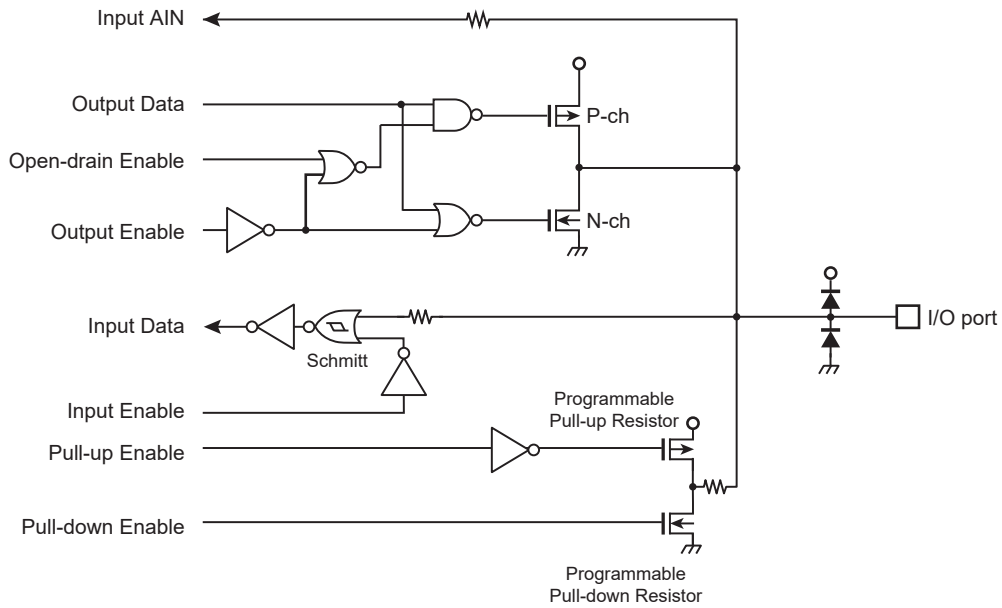 Input AIN
Output Data
P-ch
Open-drain Enable
Output Enable
N-ch
Input Data
Schmitt
I/O port
Input Enable
Programmable
Pull-up Resistor
Pull-up Enable
Pull-down Enable
Programmable
Pull-down Resistor